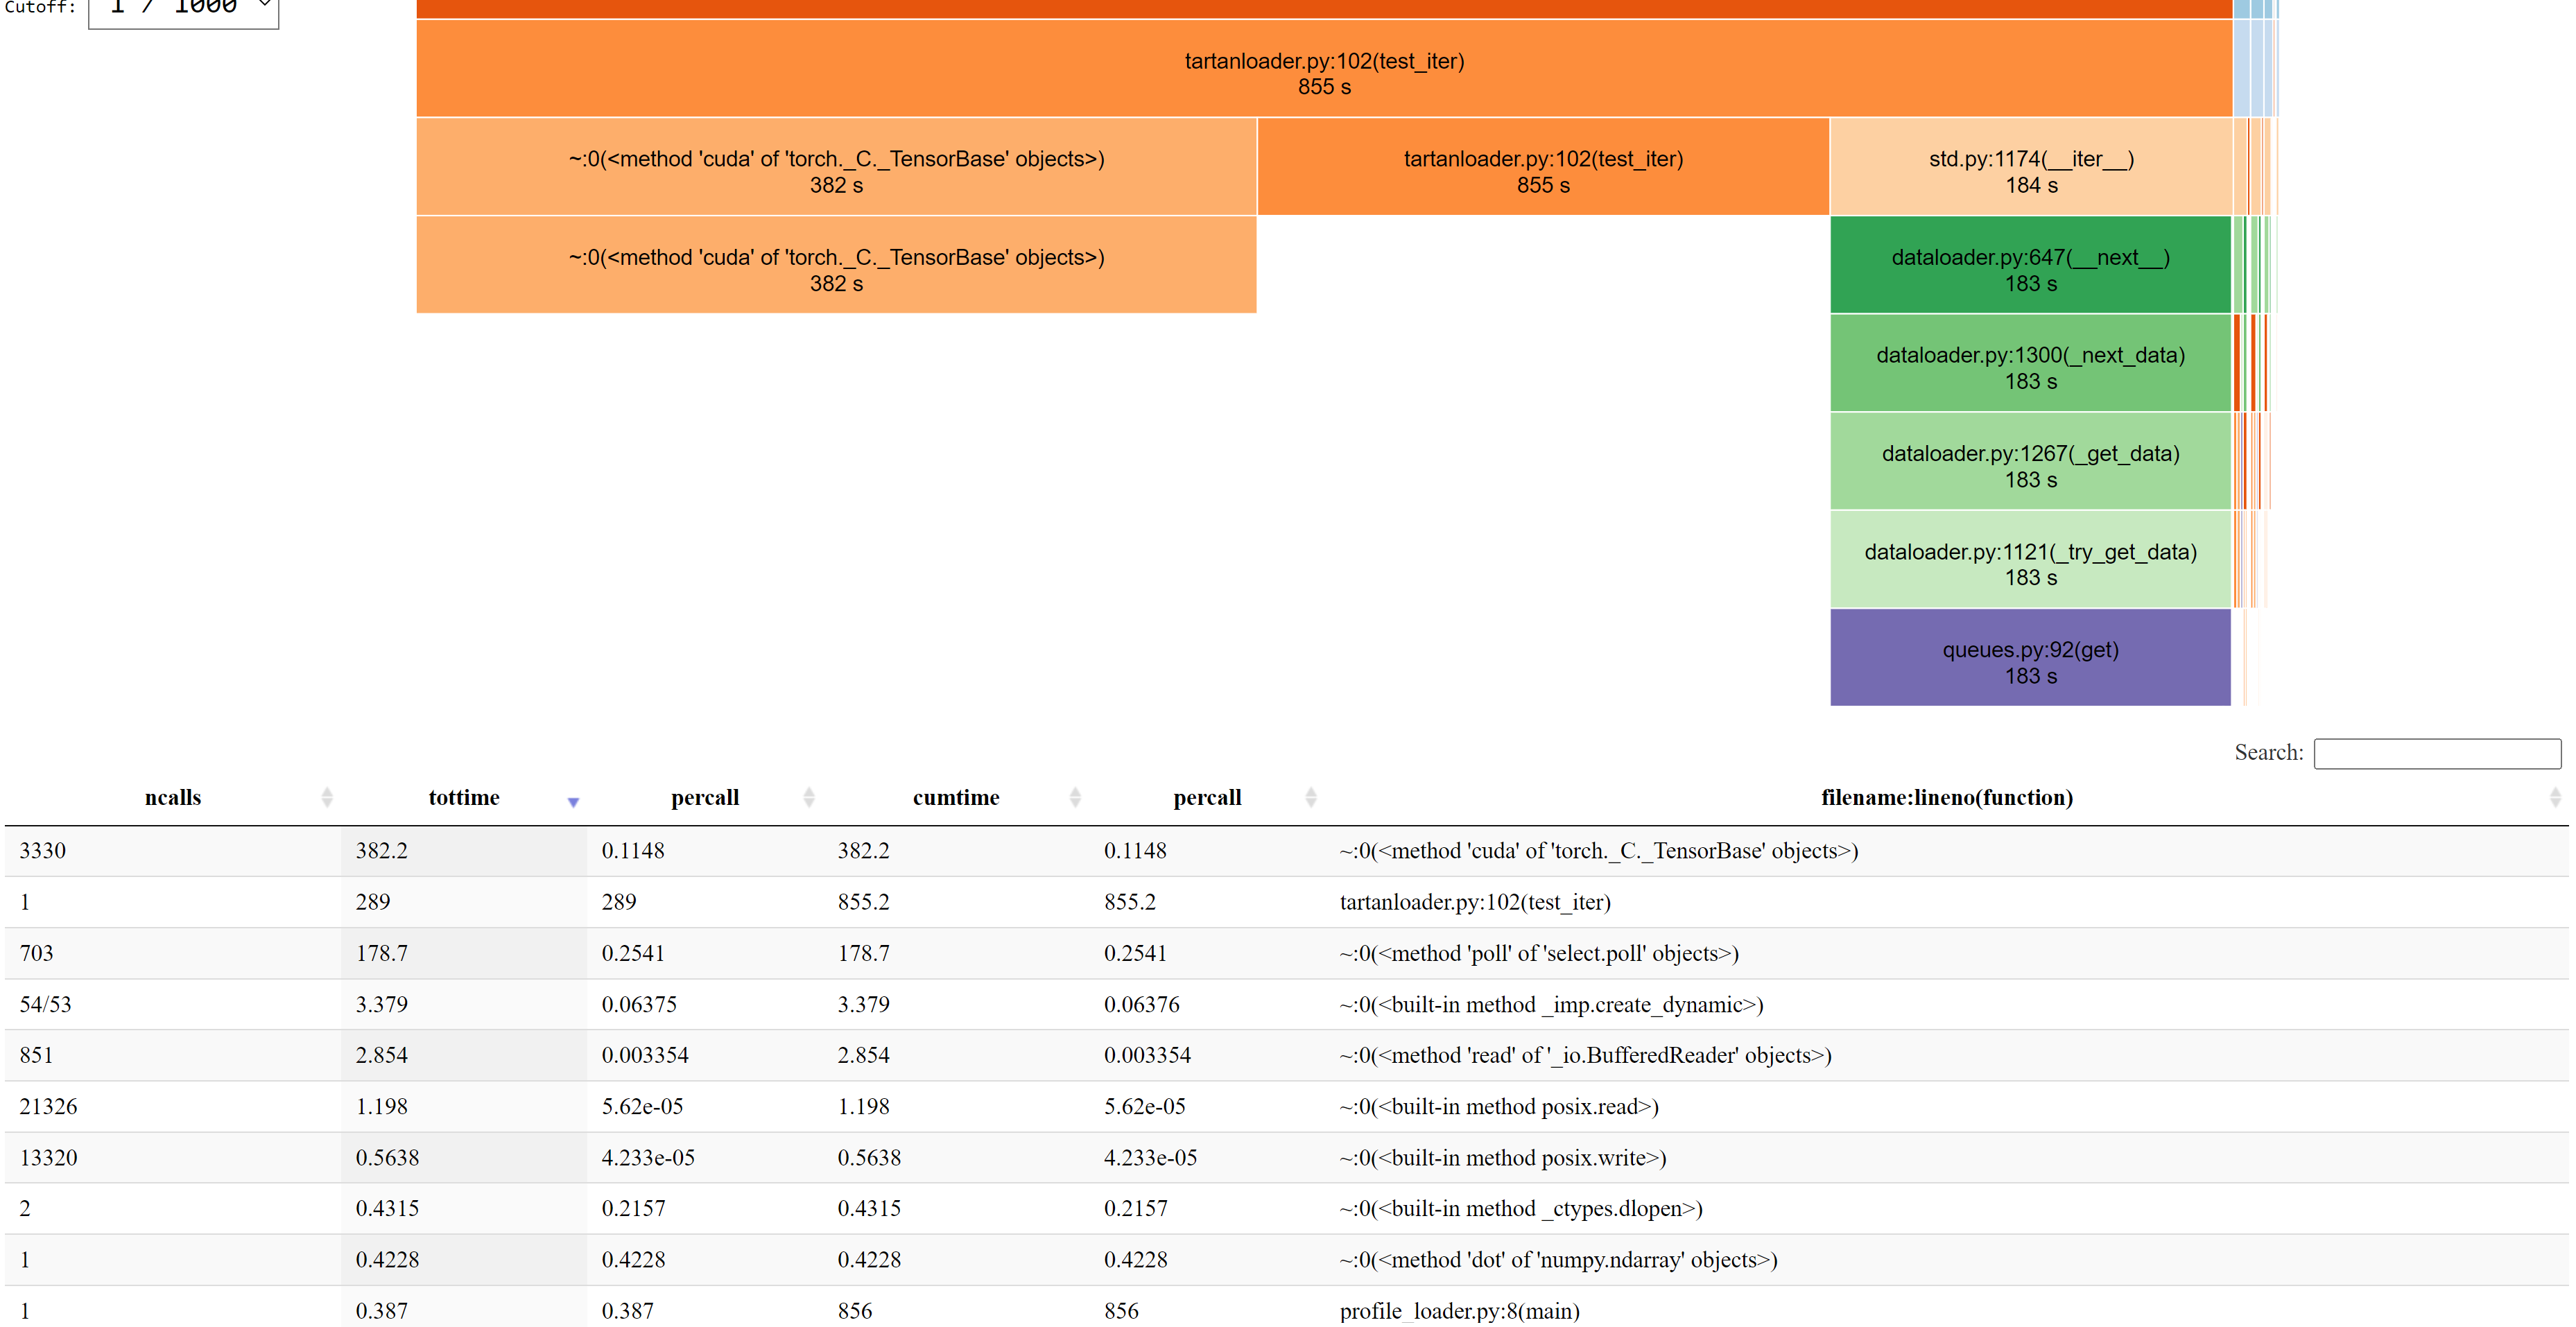 Cutoff: 1 / 1000
tartanloader.py:102(test_iter)
855 s
~:0(<method 'cuda' of 'torch._C._TensorBase' objects>)
382 s
tartanloader.py:102(test_iter)
855 s
std.py:1174(__iter__)
184 s
~:0(<method 'cuda' of 'torch._C._TensorBase' objects>)
382 s
dataloader.py:647(__next__)
183 s
dataloader.py:1300(_next_data)
183 s
dataloader.py:1267(_get_data)
183 s
dataloader.py:1121(_try_get_data)
183 s
queues.py:92(get)
183 s
Search:
ncalls tottime percall cumtime percall filename:lineno(function)
3330 382.2 0.1148 382.2 0.1148 ~:0(<method 'cuda' of 'torch._C._TensorBase' objects>)
1 289 289 855.2 855.2 tartanloader.py:102(test_iter)
703 178.7 0.2541 178.7 0.2541 ~:0(<method 'poll' of 'select.poll' objects>)
54/53 3.379 0.06375 3.379 0.06376 ~:0(<built-in method _imp.create_dynamic>)
851 2.854 0.003354 2.854 0.003354 ~:0(<method 'read' of '_io.BufferedReader' objects>)
21326 1.198 5.62e-05 1.198 5.62e-05 ~:0(<built-in method posix.read>)
13320 0.5638 4.233e-05 0.5638 4.233e-05 ~:0(<built-in method posix.write>)
2 0.4315 0.2157 0.4315 0.2157 ~:0(<built-in method _ctypes.dlopen>)
1 0.4228 0.4228 0.4228 0.4228 ~:0(<method 'dot' of 'numpy.ndarray' objects>)
1 0.387 0.387 856 856 profile_loader.py:8(main)